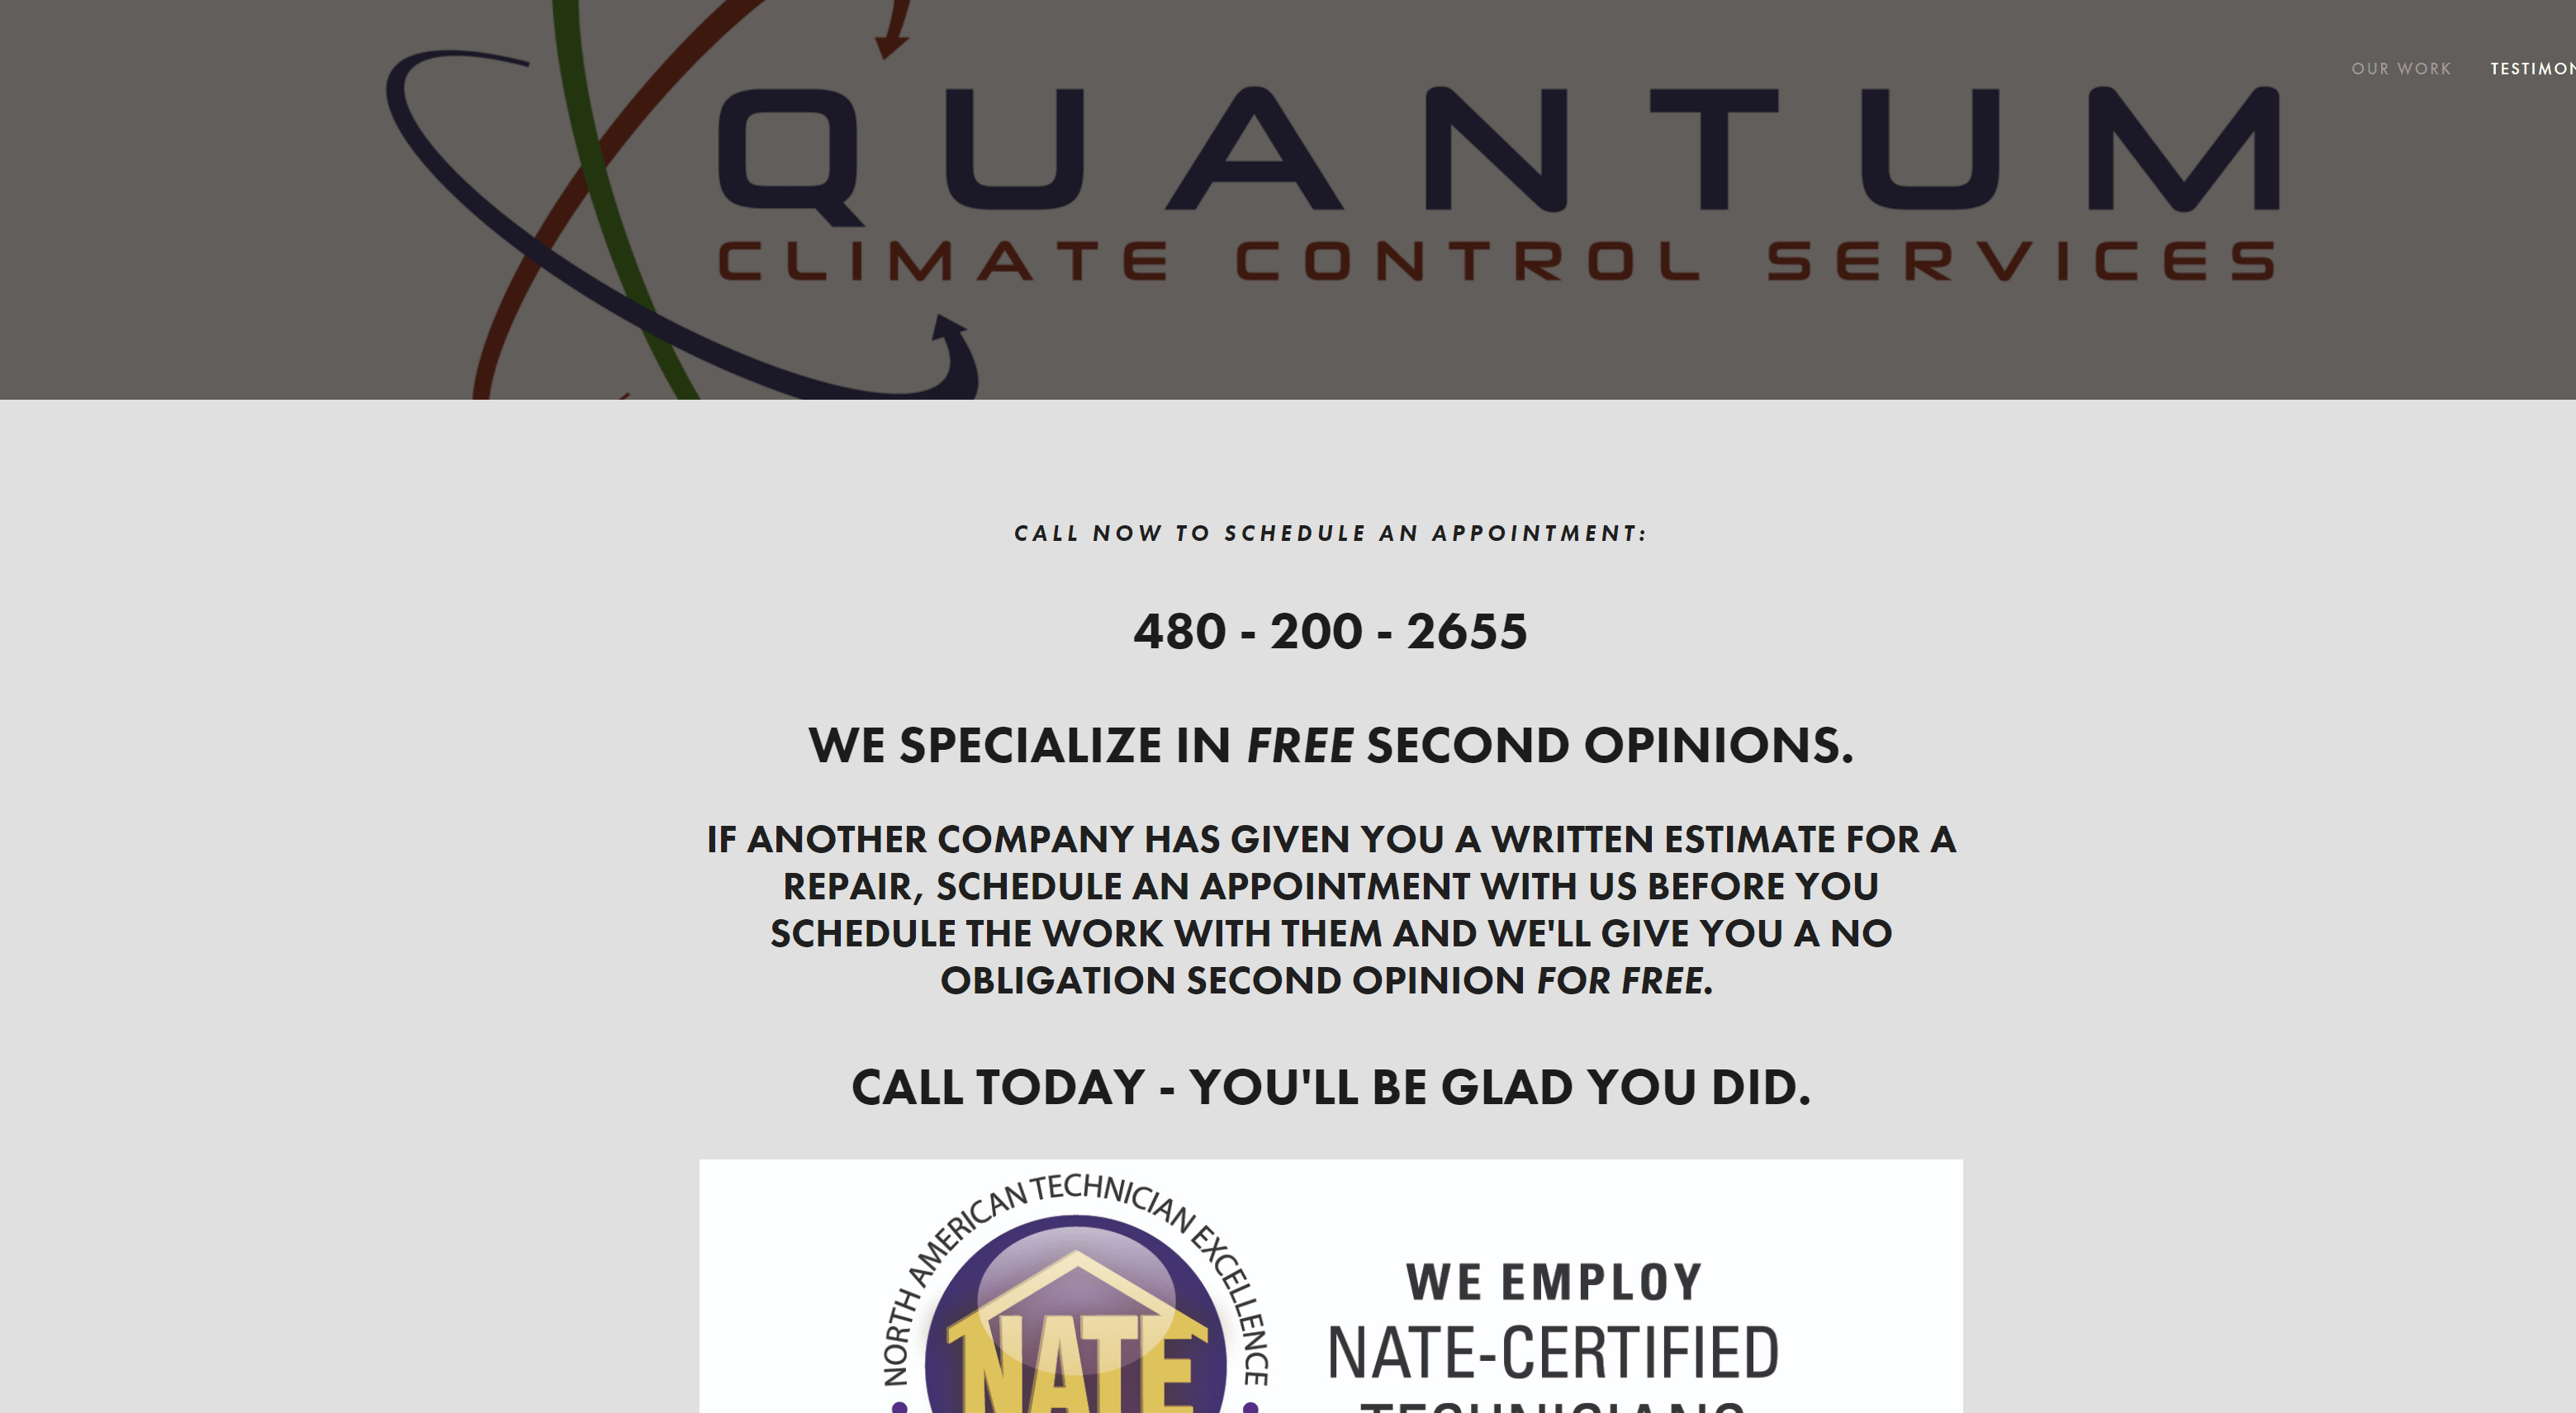 OUR WORK
QUANTUM
CLIMATE CONTROL SERVICES
CALL NOW TO SCHEDULE AN APPOINTMENT:
480 - 200 - 2655
WE SPECIALIZE IN FREE SECOND OPINIONS.
IF ANOTHER COMPANY HAS GIVEN YOU A WRITTEN ESTIMATE FOR A
REPAIR, SCHEDULE AN APPOINTMENT WITH US BEFORE YOU
SCHEDULE THE WORK WITH THEM AND WE'LL GIVE YOU A NO
OBLIGATION SECOND OPINION FOR FREE.
CALL TODAY - YOU'LL BE GLAD YOU DID.
NORTH AMERICAN TECHNICIAN EXCELLENCE
NATE
WE EMPLOY
NATE-CERTIFIED
TECHNICIANS